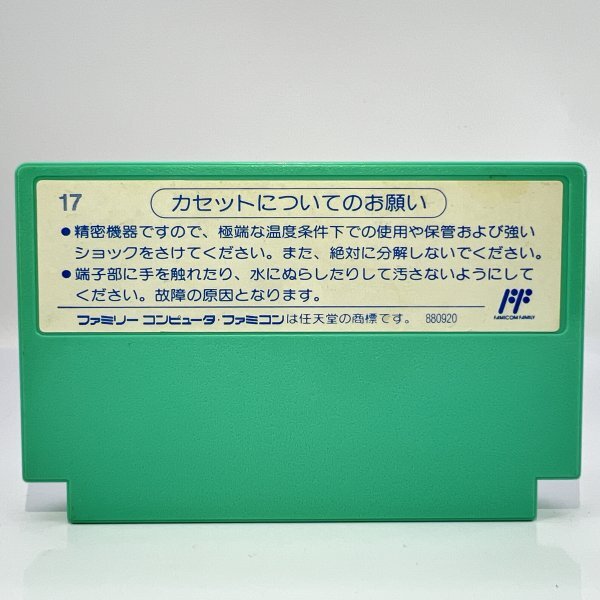 17
カセットについてのお願い
●精密機器ですので、極端な温度条件下での使用や保管および強い
ショックをさけてください。また、絶対に分解しないでください。
●端子部に手を触れたり、水にぬらしたりして汚さないようにして
ください。故障の原因となります。
ファミリーコンピュータ・ファミコンは任天堂の商標です。 880920
FAMICOM FAMILY